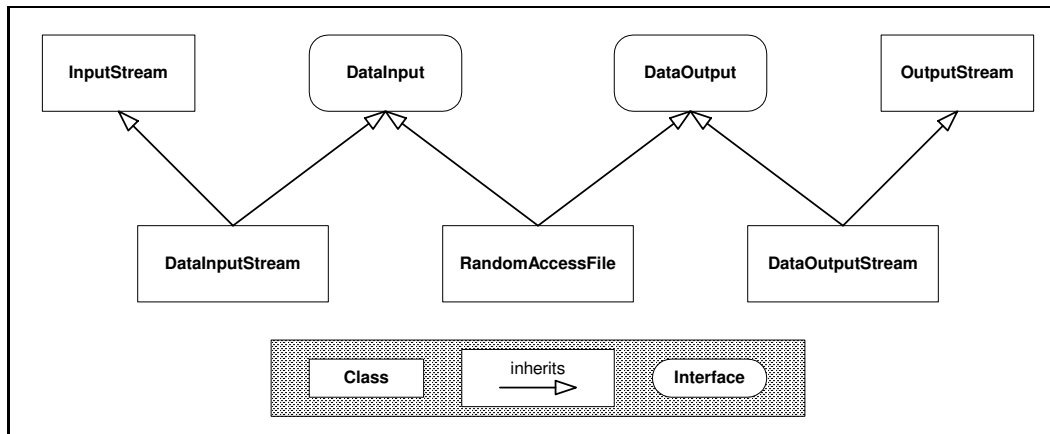 InputStream
DataInput
DataOutput
OutputStream
DataInputStream
RandomAccessFile
DataOutputStream
Class
inherits
Interface